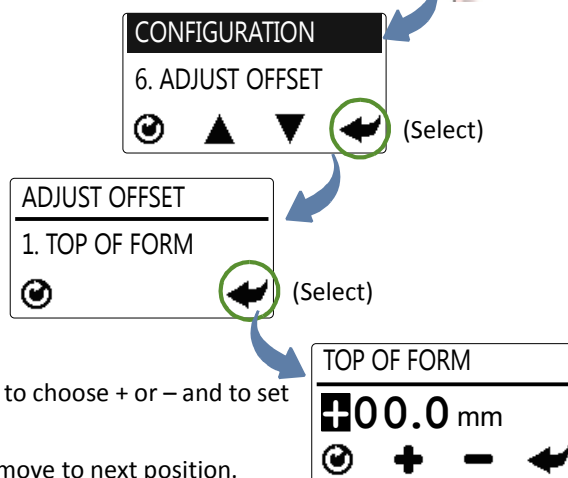 CONFIGURATION
6. ADJUST OFFSET
(Select)
ADJUST OFFSET
1. TOP OF FORM
(Select)
TOP OF FORM
to choose + or – and to set
+00.0 mm
move to next position.